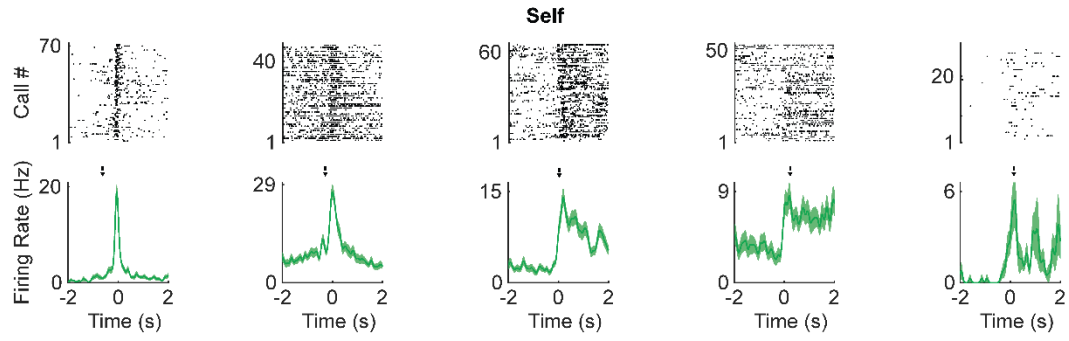 Self
Call #
70 1
40 1
60 1
50 1
20 1
Firing Rate (Hz)
20 0
29 0
15 0
9 0
6 0
-2 0 2 -2 0 2 -2 0 2 -2 0 2 -2 0 2
Time (s) Time (s) Time (s) Time (s) Time (s)